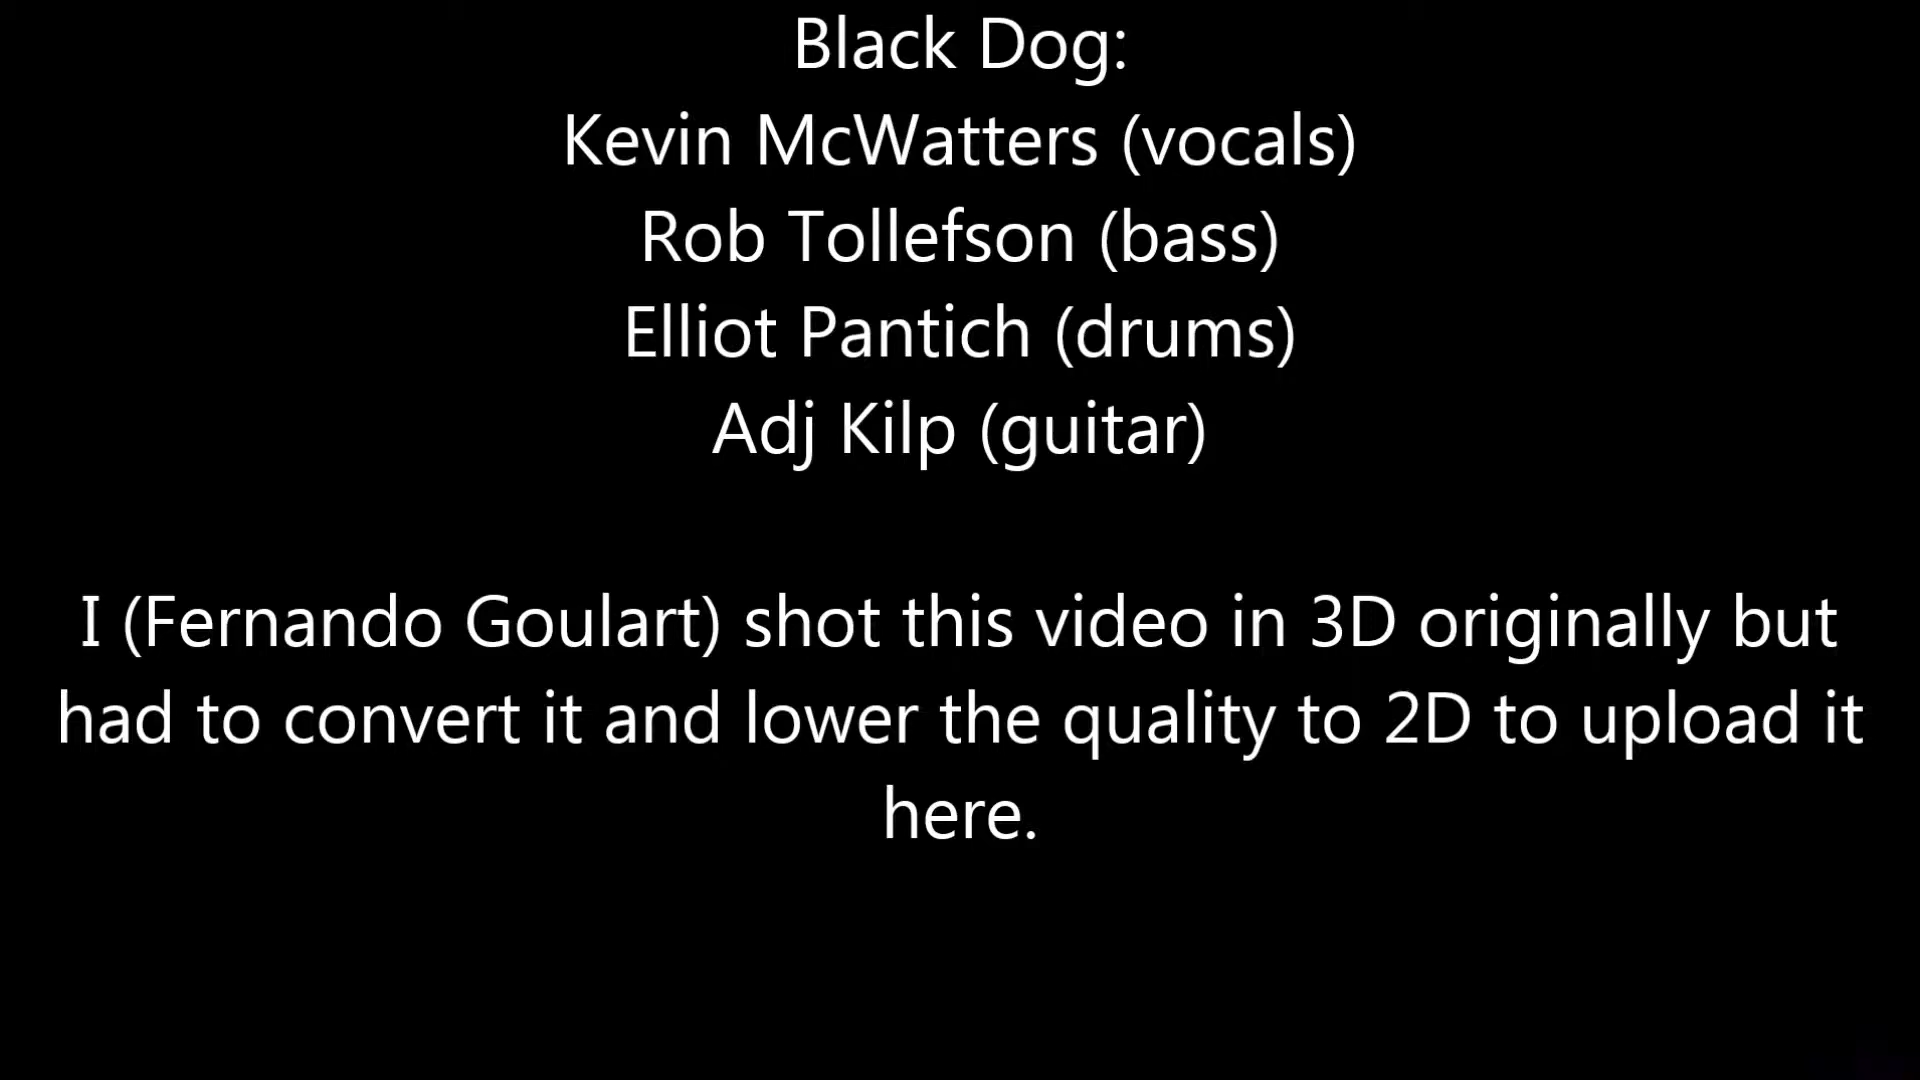 Black Dog:
Kevin McWatters (vocals)
Rob Tollefson (bass)
Elliot Pantich (drums)
Adj Kilp (guitar)
I (Fernando Goulart) shot this video in 3D originally but
had to convert it and lower the quality to 2D to upload it
here.